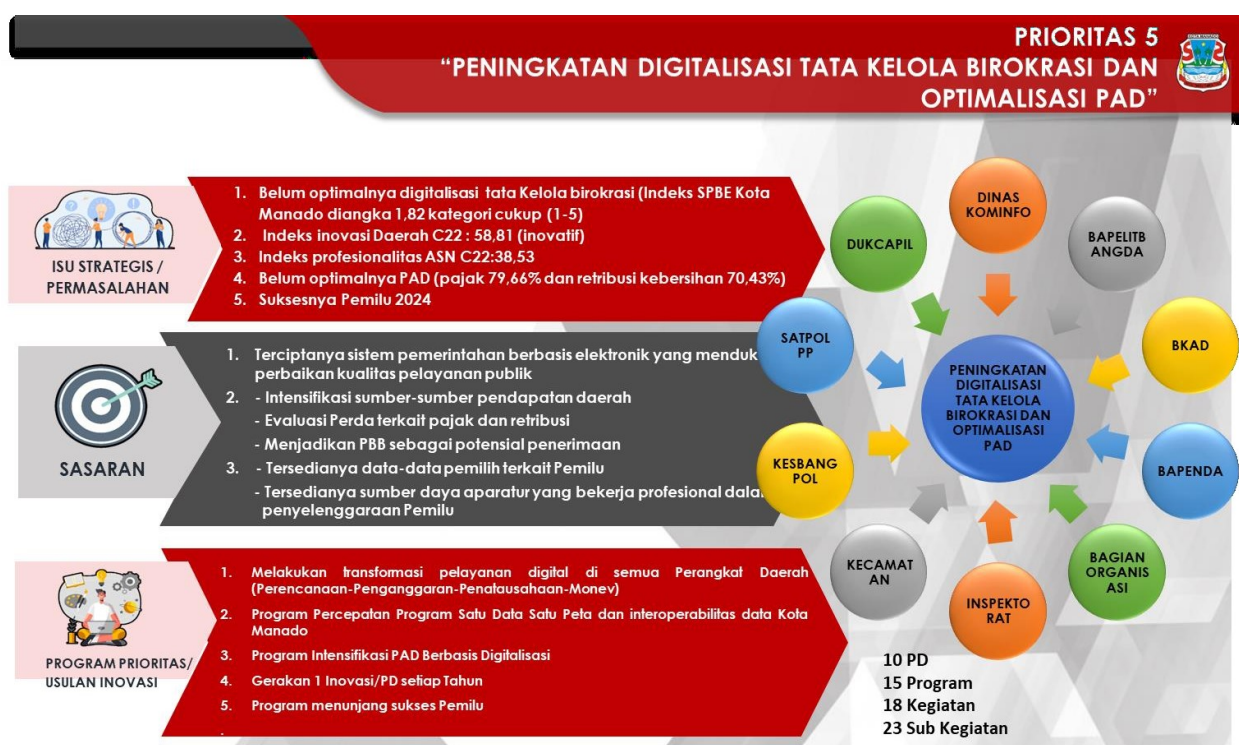 PRIORITAS 5
“PENINGKATAN DIGITALISASI TATA KELOLA BIROKRASI DAN
OPTIMALISASI PAD”
KOTA MANADO
ISU STRATEGIS /
PERMASALAHAN
1. Belum optimalnya digitalisasi tata Kelola birokrasi (Indeks SPBE Kota
Manado diangka 1,82 kategori cukup (1-5)
2. Indeks inovasi Daerah C22 : 58,81 (inovatif)
3. Indeks profesionalitas ASN C22:38,53
4. Belum optimalnya PAD (pajak 79,66% dan retribusi kebersihan 70,43%)
5. Suksesnya Pemilu 2024
SASARAN
1. Terciptanya sistem pemerintahan berbasis elektronik yang menduk
perbaikan kualitas pelayanan publik
2. - Intensifikasi sumber-sumber pendapatan daerah
- Evaluasi Perda terkait pajak dan retribusi
- Menjadikan PBB sebagai potensial penerimaan
3. - Tersedianya data-data pemilih terkait Pemilu
- Tersedianya sumber daya aparatur yang bekerja profesional dala
penyelenggaraan Pemilu
PROGRAM PRIORITAS/
USULAN INOVASI
1. Melakukan transformasi pelayanan digital di semua Perangkat Daerah
(Perencanaan-Penganggaran-Penatausahaan-Monev)
2. Program Percepatan Program Satu Data Satu Peta dan interoperabilitas data Kota
Manado
3. Program Intensifikasi PAD Berbasis Digitalisasi
4. Gerakan 1 Inovasi/PD setiap Tahun
5. Program menunjang sukses Pemilu
.
DINAS
KOMINFO
BAPELITB
ANGDA
BKAD
BAPENDA
BAGIAN
ORGANIS
ASI
INSPEKTO
RAT
KECAMAT
AN
KESBANG
POL
SATPOL
PP
DUKCAPIL
PENINGKATAN
DIGITALISASI
TATA KELOLA
BIROKRASI DAN
OPTIMALISASI
PAD
10 PD
15 Program
18 Kegiatan
23 Sub Kegiatan